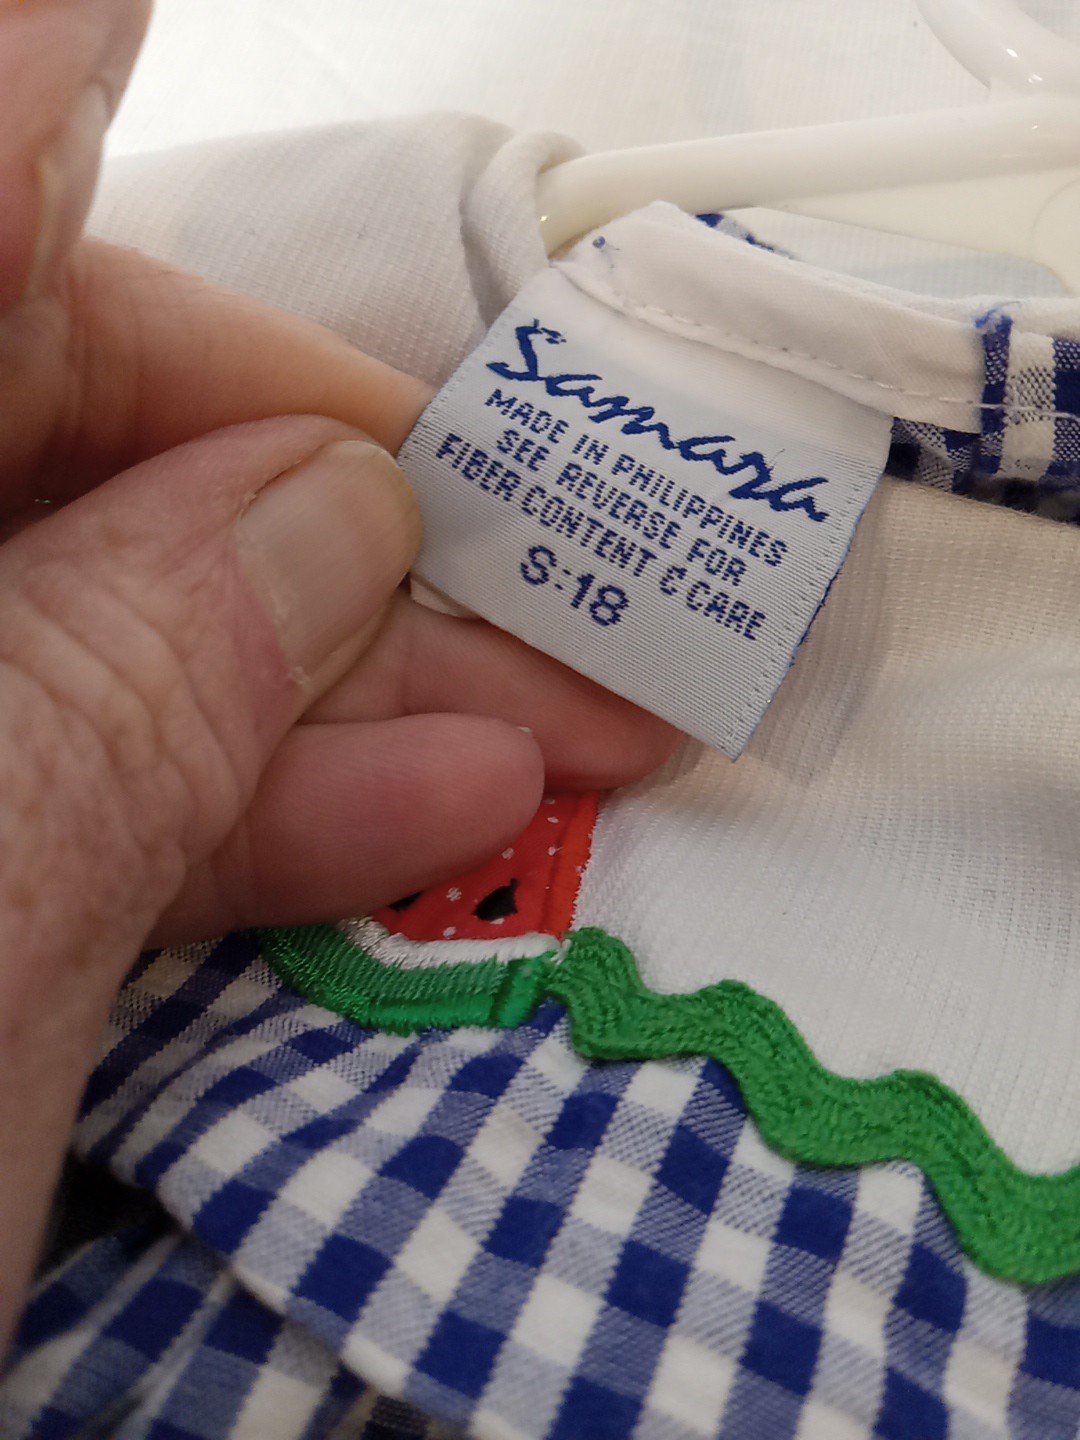 Samara
MADE IN PHILIPPINES
SEE REVERSE FOR
FIBER CONTENT & CARE
S:18